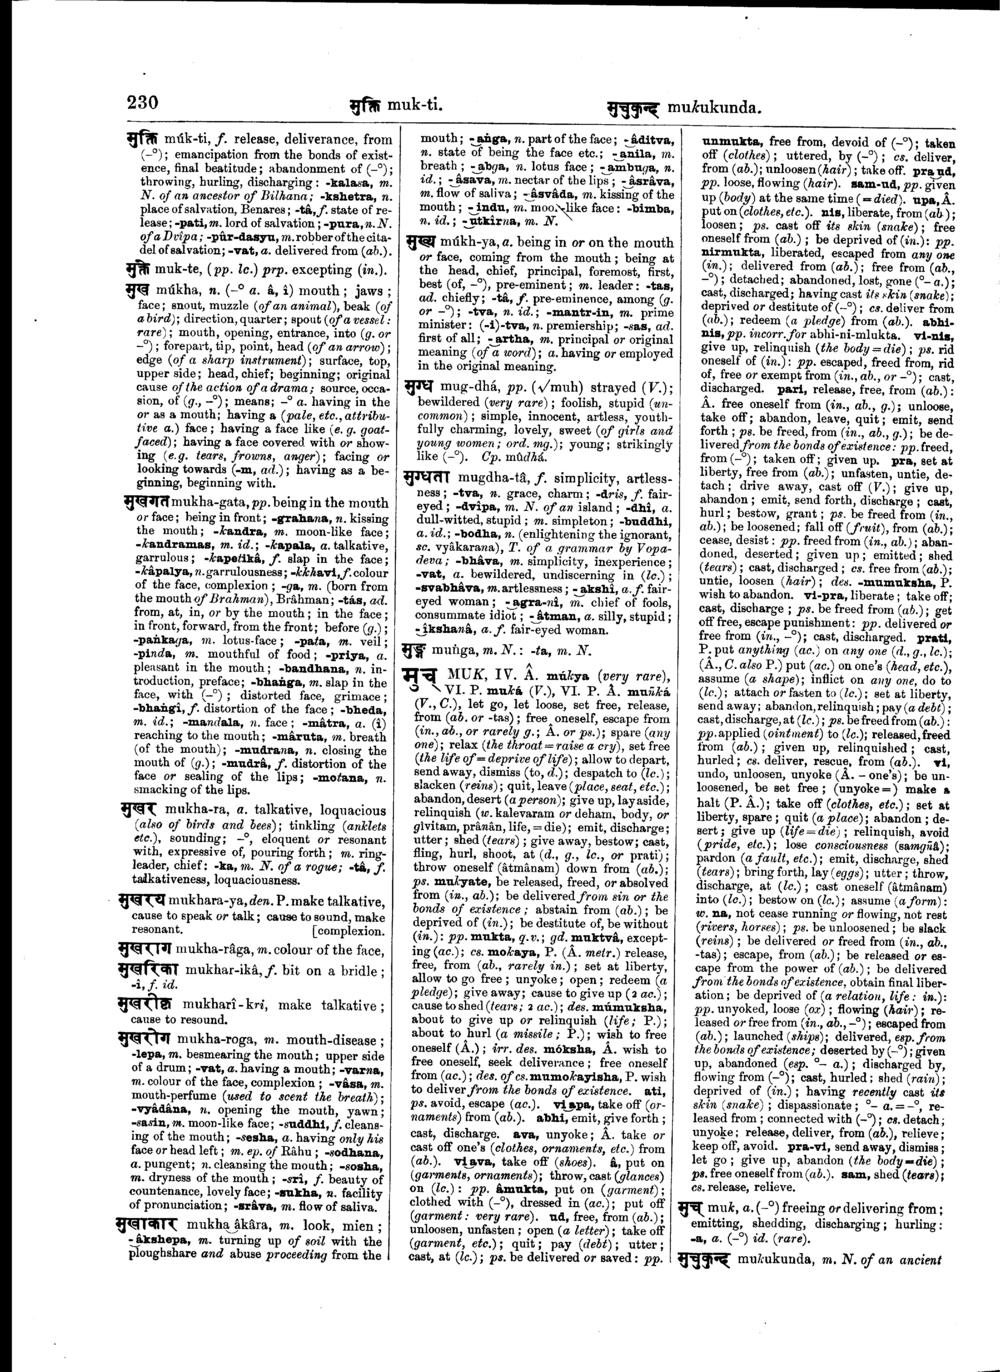 230
मुक्ति muk-ti.
मुचुकुन्द mukukunda.
मुक्ति múk-ti, f. release, deliverance, from
(-°); emancipation from the bonds of exist-
ence, final beatitude; abandonment of (-°);
throwing, hurling, discharging: -kalasa, m.
N. of an ancestor of Bilhana; -kshetra, n.
place of salvation, Benares; -tâ, f. state of re-
lease; -pati, m. lord of salvation; -pura, n. N.
of a Dvîpa; -pûr-dasyu, m. robber of the cita-
del of salvation; -vat, a. delivered from (ab.).
मुक्ते muk-te, (pp. lc.) prp. excepting (in.).
मुख múkha, n. (-° a. â, î) mouth; jaws;
face; snout, muzzle (of an animal), beak (of
a bird); direction, quarter; spout (of a vessel:
rare); mouth, opening, entrance, into (g. or
-°); forepart, tip, point, head (of an arrow);
edge (of a sharp instrument); surface, top,
upper side; head, chief; beginning; original
cause of the action of a drama; source, occa-
sion, of (g., -°); means; -° a. having in the
or as a mouth; having a (pale, etc., attribu-
tive a.) face; having a face like (e. g. goat-
faced); having a face covered with or show-
ing (e.g. tears, frowns, anger); facing or
looking towards (-m, ad.); having as a be-
ginning, beginning with.
मुखगत mukha-gata, pp. being in the mouth
or face; being in front; -grahana, n. kissing
the mouth; -kandra, m. moon-like face;
-kandramas, m. id.; -kapala, a. talkative,
garrulous; -kapetikâ, f. slap in the face;
-kâpalya, n. garrulousness; -kkhavi, f. colour
of the face, complexion; -ga, m. (born from
the mouth of Brahman), Brâhman; -tás, ad.
from, at, in, or by the mouth; in the face;
in front, forward, from the front; before (g.);
-paṅkaga, m. lotus-face; -pata, m. veil;
-pinda, m. mouthful of food; -priya, a.
pleasant in the mouth; -bandhana, n. in-
troduction, preface; -bhaṅga, m. slap in the
face, with (-°); distorted face, grimace;
-bhaṅgi, f. distortion of the face; -bheda,
m. id.; -mandala, n. face; -mâtra, a. (î)
reaching to the mouth; -mâruta, m. breath
(of the mouth); -mudrana, n. closing the
mouth of (g.); -mudrâ, f. distortion of the
face or sealing of the lips; -motana, n.
smacking of the lips.
मुखर mukha-ra, a. talkative, loquacious
(also of birds and bees); tinkling (anklets
etc.), sounding; -°, eloquent or resonant
with, expressive of, pouring forth; m. ring-
leader, chief: -ka, m. N. of a rogue; -tâ, f.
talkativeness, loquaciousness.
मुखरय mukhara-ya, den. P. make talkative,
cause to speak or talk; cause to sound, make
resonant. [complexion.
मुखराग mukha-râga, m. colour of the face,
मुखरिका mukhar-ikâ, f. bit on a bridle;
-î, f. id.
मुखरीकृ mukharî-kri, make talkative;
cause to resound.
मुखरोग mukha-roga, m. mouth-disease;
-lepa, m. besmearing the mouth; upper side
of a drum; -vat, a. having a mouth; -varna,
m. colour of the face, complexion; -vâsa, m.
mouth-perfume (used to scent the breath);
-vyâdâna, n. opening the mouth, yawn;
-sasin, m. moon-like face; -suddhi, f. cleans-
ing of the mouth; -sesha, a. having only his
face or head left; m. ep. of Râhu; -sodhana,
a. pungent; n. cleansing the mouth; -sosha,
m. dryness of the mouth; -srî, f. beauty of
countenance, lovely face; -sukha, n. facility
of pronunciation; -srâva, m. flow of saliva.
मुखाकार mukha‿âkâra, m. look, mien;
-‿âkshepa, m. turning up of soil with the
ploughshare and abuse proceeding from the
mouth; -‿aṅga, n. part of the face; -‿âditva,
n. state of being the face etc.; -‿anila, m.
breath; -‿abga, n. lotus face; -‿ambuga, n.
id.; -‿âsava, m. nectar of the lips; -‿âsrâva,
m. flow of saliva; -‿âsvâda, m. kissing of the
mouth; -‿indu, m. moon-like face: -bimba,
n. id.; -‿utkirna, m. N.
मुख्य múkh-ya, a. being in or on the mouth
or face, coming from the mouth; being at
the head, chief, principal, foremost, first,
best (of, -°), pre-eminent; m. leader: -tas,
ad. chiefly; -tâ, f. pre-eminence, among (g.
or -°); -tva, n. id.; -mantr-in, m. prime
minister: (-i)-tva, n. premiership; -sas, ad.
first of all; -‿artha, m. principal or original
meaning (of a word); a. having or employed
in the original meaning.
मुग्ध mug-dhá, pp. (√muh) strayed (V.);
bewildered (very rare); foolish, stupid (un-
common); simple, innocent, artless, youth-
fully charming, lovely, sweet (of girls and
young women; ord. mg.); young; strikingly
like (-°). Cp. mûdhá.
मुग्धता mugdha-tâ, f. simplicity, artless-
ness; -tva, n. grace, charm; -dris, f. fair-
eyed; -dvîpa, m. N. of an island; -dhî, a.
dull-witted, stupid; m. simpleton; -buddhi,
a. id.; -bodha, n. (enlightening the ignorant,
sc. vyâkarana), T. of a grammar by Vopa-
deva; -bhâva, m. simplicity, inexperience;
-vat, a. bewildered, undiscerning in (lc.);
-svabhâva, m. artlessness; -‿akshî, a. f. fair-
eyed woman; -‿agra-nî, m. chief of fools,
consummate idiot; -‿âtman, a. silly, stupid;
-‿îkshanâ, a. f. fair-eyed woman.
मुङ्ग muṅga, m. N.: -ta, m. N.
मुच् MUK, IV. Â. múkya (very rare),
VI. P. muká (V.), VI. P. Â. muñká
(V., C.), let go, let loose, set free, release,
from (ab. or -tas); free oneself, escape from
(in., ab., or rarely g.; Â. or ps.); spare (any
one); relax (the throat = raise a cry), set free
(the life of = deprive of life); allow to depart,
send away, dismiss (to, d.); despatch to (lc.);
slacken (reins); quit, leave (place, seat, etc.);
abandon, desert (a person); give up, lay aside,
relinquish (w. kalevaram or deham, body, or
gîvitam, prânân, life, = die); emit, discharge;
utter; shed (tears); give away, bestow; cast,
fling, hurl, shoot, at (d., g., lc., or prati);
throw oneself (âtmânam) down from (ab.);
ps. mukyate, be released, freed, or absolved
from (in., ab.); be delivered from sin or the
bonds of existence; abstain from (ab.); be
deprived of (in.); be destitute of, be without
(in.): pp. mukta, q.v.; gd. muktvâ, except-
ing (ac.); cs. mokaya, P. (Â. metr.) release,
free, from (ab., rarely in.); set at liberty,
allow to go free; unyoke; open; redeem (a
pledge); give away; cause to give up (2 ac.);
cause to shed (tears; 2 ac.); des. múmuksha,
about to give up or relinquish (life; P.);
about to hurl (a missile; P.); wish to free
oneself (Â.); irr. des. móksha, Â. wish to
free oneself, seek deliverance; free oneself
from (ac.); des. of cs. mumokayisha, P. wish
to deliver from the bonds of existence. ati,
ps. avoid, escape (ac.). vi‿apa, take off (or-
naments) from (ab.). abhi, emit, give forth;
cast, discharge. ava, unyoke; Â. take or
cast off one's (clothes, ornaments, etc.) from
(ab.). vi‿ava, take off (shoes). â, put on
(garments, ornaments); throw, cast (glances)
on (lc.): pp. âmukta, put on (garment);
clothed with (-°), dressed in (ac.); put off
(garment: very rare). ud, free, from (ab.);
unloosen, unfasten; open (a letter); take off
(garment, etc.); quit; pay (debt); utter;
cast, at (lc.); ps. be delivered or saved: pp.
unmukta, free from, devoid of (-°); taken
off (clothes); uttered, by (-°); cs. deliver,
from (ab.); unloosen (hair); take off. pra‿ud,
pp. loose, flowing (hair). sam-ud, pp. given
up (body) at the same time (= died). upa, Â.
put on (clothes, etc.). nis, liberate, from (ab);
loosen; ps. cast off its skin (snake); free
oneself from (ab.); be deprived of (in.): pp.
nirmukta, liberated, escaped from any one
(in.); delivered from (ab.); free from (ab.,
-°); detached; abandoned, lost, gone (°- a.);
cast, discharged; having cast its skin (snake);
deprived or destitute of (-°); cs. deliver from
(ab.); redeem (a pledge) from (ab.). abhi-
nis, pp. incorr. for abhi-ni-mlukta. vi-nis,
give up, relinquish (the body = die); ps. rid
oneself of (in.): pp. escaped, freed from, rid
of, free or exempt from (in., ab., or -°); cast,
discharged. pari, release, free, from (ab.):
Â. free oneself from (in., ab., g.); unloose,
take off; abandon, leave, quit; emit, send
forth; ps. be freed, from (in., ab., g.); be de-
livered from the bonds of existence: pp. freed,
from (-°); taken off; given up. pra, set at
liberty, free from (ab.); unfasten, untie, de-
tach; drive away, cast off (V.); give up,
abandon; emit, send forth, discharge; cast,
hurl; bestow, grant; ps. be freed from (in.,
ab.); be loosened; fall off (fruit), from (ab.);
cease, desist: pp. freed from (in., ab.); aban-
doned, deserted; given up; emitted; shed
(tears); cast, discharged; cs. free from (ab.);
untie, loosen (hair); des. -mumuksha, P.
wish to abandon. vi-pra, liberate; take off;
cast, discharge; ps. be freed from (ab.); get
off free, escape punishment: pp. delivered or
free from (in., -°); cast, discharged. prati,
P. put anything (ac.) on any one (d., g., lc.);
(Â., C. also P.) put (ac.) on one's (head, etc.),
assume (a shape); inflict on any one, do to
(lc.); attach or fasten to (lc.); set at liberty,
send away; abandon, relinquish; pay (a debt);
cast, discharge, at (lc.); ps. be freed from (ab.):
pp. applied (ointment) to (lc.); released, freed
from (ab.); given up, relinquished; cast,
hurled; cs. deliver, rescue, from (ab.). vi,
undo, unloosen, unyoke (Â. - one's); be un-
loosened, be set free; (unyoke =) make a
halt (P. Â.); take off (clothes, etc.); set at
liberty, spare; quit (a place); abandon; de-
sert; give up (life = die); relinquish, avoid
(pride, etc.); lose consciousness (samgñâ);
pardon (a fault, etc.); emit, discharge, shed
(tears); bring forth, lay (eggs); utter; throw,
discharge, at (lc.); cast oneself (âtmânam)
into (lc.); bestow on (lc.); assume (a form):
w. na, not cease running or flowing, not rest
(rivers, horses); ps. be unloosened; be slack
(reins); be delivered or freed from (in., ab.,
-tas); escape, from (ab.); be released or es-
cape from the power of (ab.); be delivered
from the bonds of existence, obtain final liber-
ation; be deprived of (a relation, life: in.):
pp. unyoked, loose (ox); flowing (hair); re-
leased or free from (in., ab., -°); escaped from
(ab.); launched (ships); delivered, esp. from
the bonds of existence; deserted by (-°); given
up, abandoned (esp. °- a.); discharged by,
flowing from (-°); cast, hurled; shed (rain);
deprived of (in.); having recently cast its
skin (snake); dispassionate; °- a. = -°, re-
leased from; connected with (-°); cs. detach;
unyoke; release, deliver, from (ab.), relieve;
keep off, avoid. pra-vi, send away, dismiss;
let go; give up, abandon (the body = die);
ps. free oneself from (ab.). sam, shed (tears);
cs. release, relieve.
मुच् muk, a. (-°) freeing or delivering from;
emitting, shedding, discharging; hurling:
-a, a. (-°) id. (rare).
मुचुकुन्द mukukunda, m. N. of an ancient